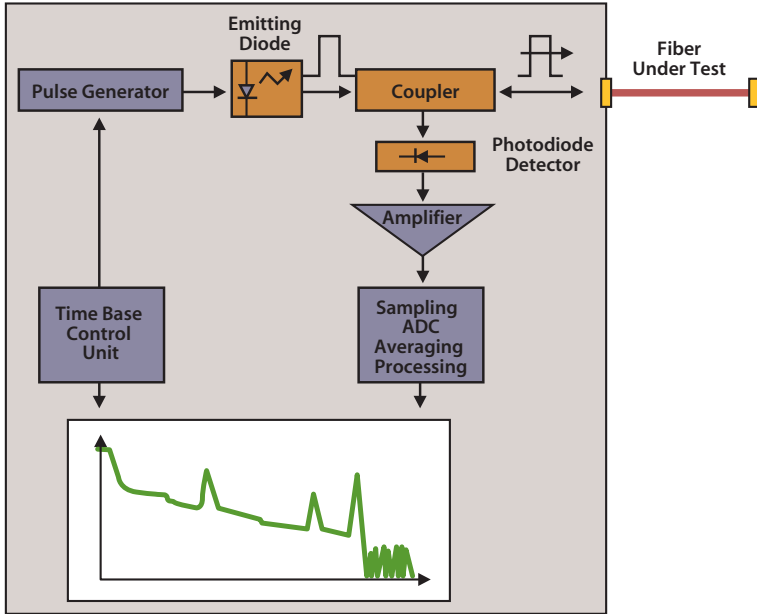 Emitting
Diode
Pulse Generator
Coupler
Fiber
Under Test
Photodiode
Detector
Amplifier
Time Base
Control
Unit
Sampling
ADC
Averaging
Processing